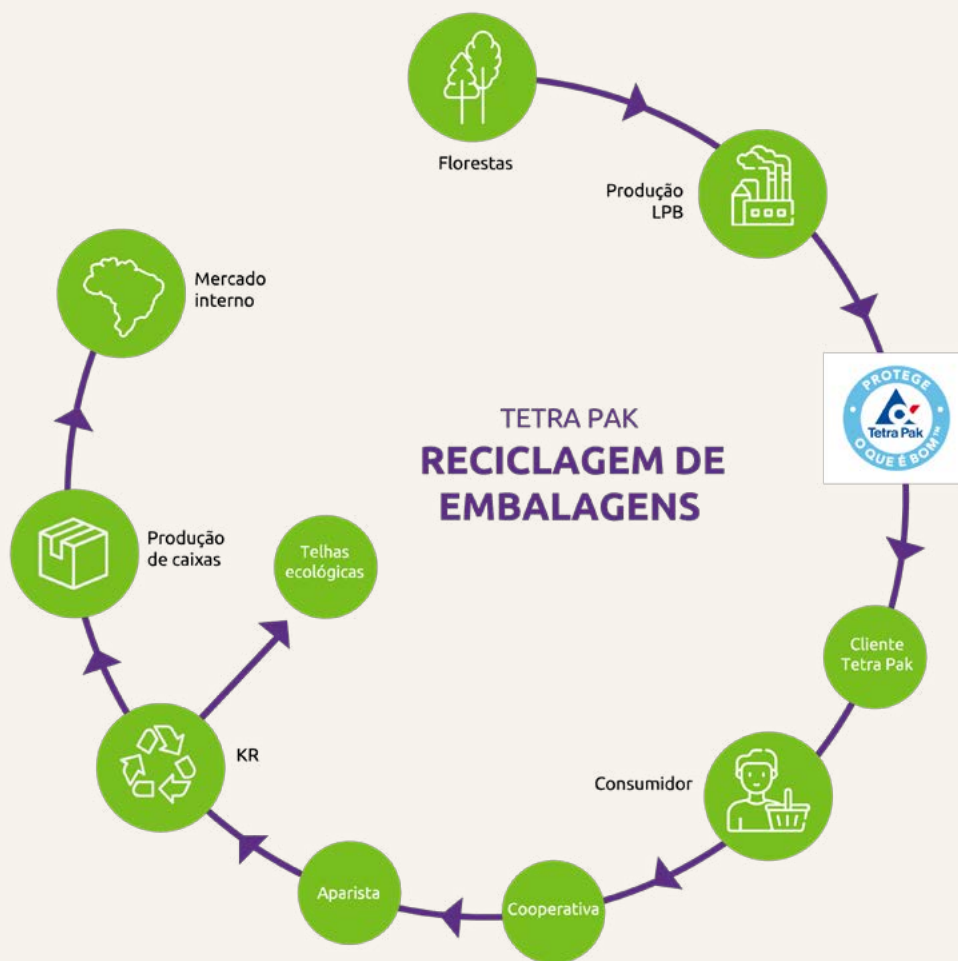 Florestas
Produção
LPB
PROTEGE
Tetra Pak
O QUE É BOM™
Cliente
Tetra Pak
Consumidor
Cooperativa
Aparista
KR
Telhas
ecológicas
Produção
de caixas
Mercado
interno
TETRA PAK
RECICLAGEM DE
EMBALAGENS